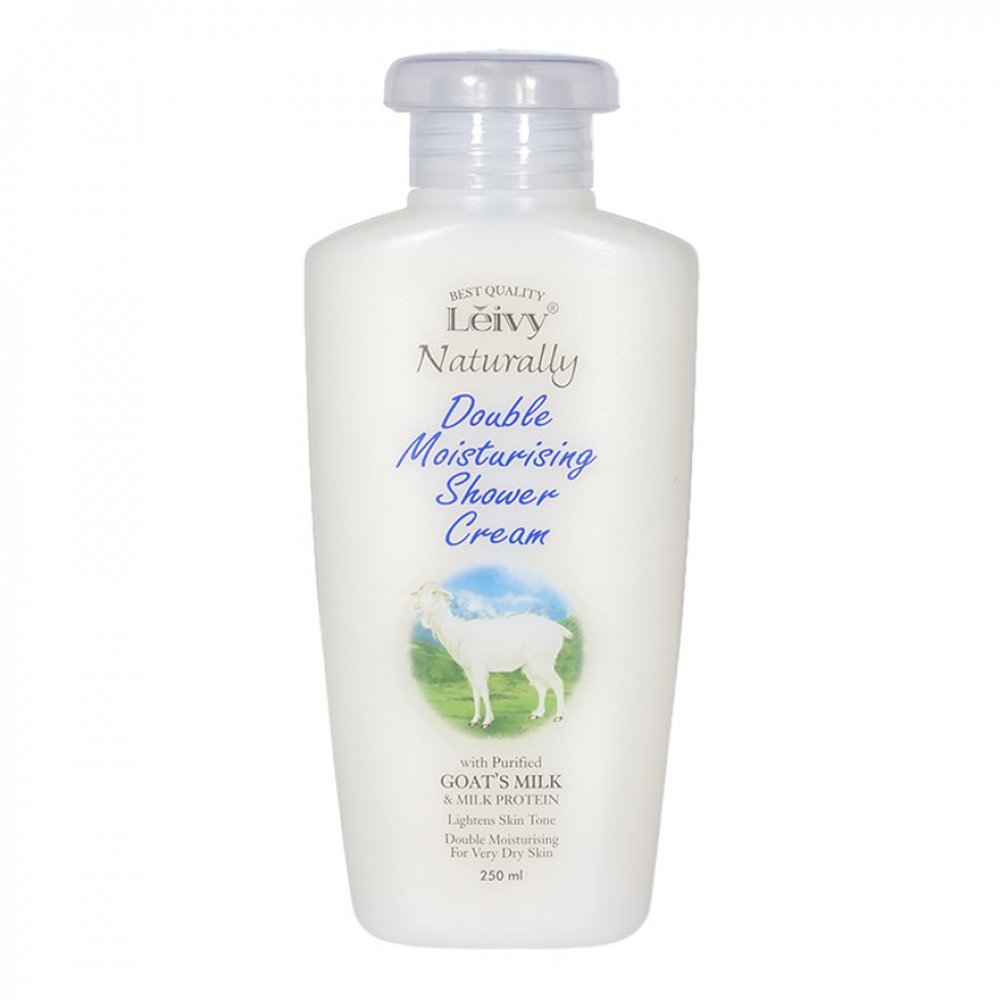 BEST QUALITY
Lĕivy®
Naturally
Double
Moisturising
Shower
Cream
with Purified
GOAT'S MILK
& MILK PROTEIN
Lightens Skin Tone
Double Moisturising
For Very Dry Skin
250 ml